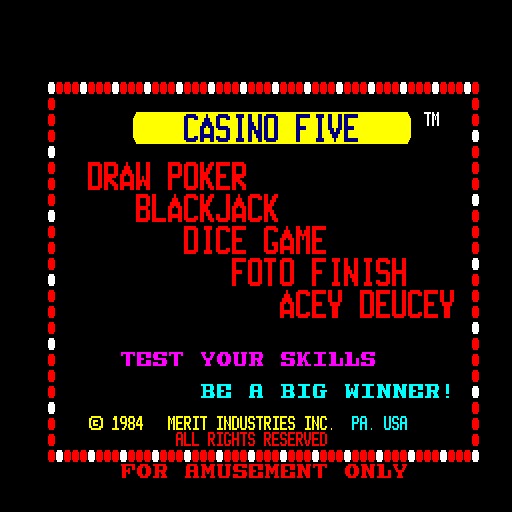 CASINO FIVE ™
DRAW POKER
BLACKJACK
DICE GAME
FOTO FINISH
ACEY DEUCEY
TEST YOUR SKILLS
BE A BIG WINNER!
© 1984 MERIT INDUSTRIES INC. PA. USA
ALL RIGHTS RESERVED
FOR AMUSEMENT ONLY